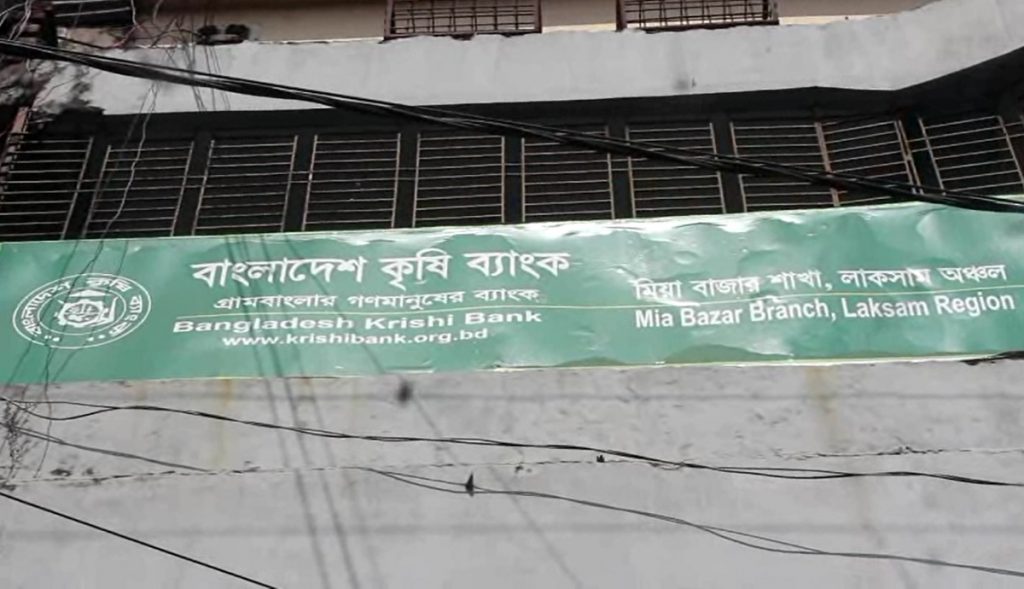 বাংলাদেশ কৃষি ব্যাংক
বাংলাদেশ কৃষি ব্যাংক
গ্রামবাংলার গণমানুষের ব্যাংক
Bangladesh Krishi Bank
www.krishibank.org.bd
মিয়া বাজার শাখা, লাকসাম অঞ্চল
Mia Bazar Branch, Laksam Region